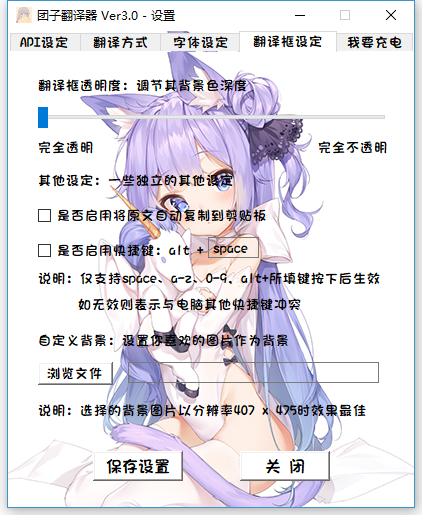 团子翻译器 Ver3.0 - 设置
API设定 翻译方式 字体设定 翻译框设定 我要充电
翻译框透明度：调节其背景色深度
完全透明 完全不透明
其他设定：一些独立的其他设定
是否启用将原文自动复制到剪贴板
是否启用快捷键：alt + space
说明：仅支持space、a-z、0-9，alt+所填键按下后生效
如无效则表示与电脑其他快捷键冲突
自定义背景：设置你喜欢的图片作为背景
浏览文件
说明：选择的背景图片以分辨率407 x 475时效果最佳
保存设置 关 闭